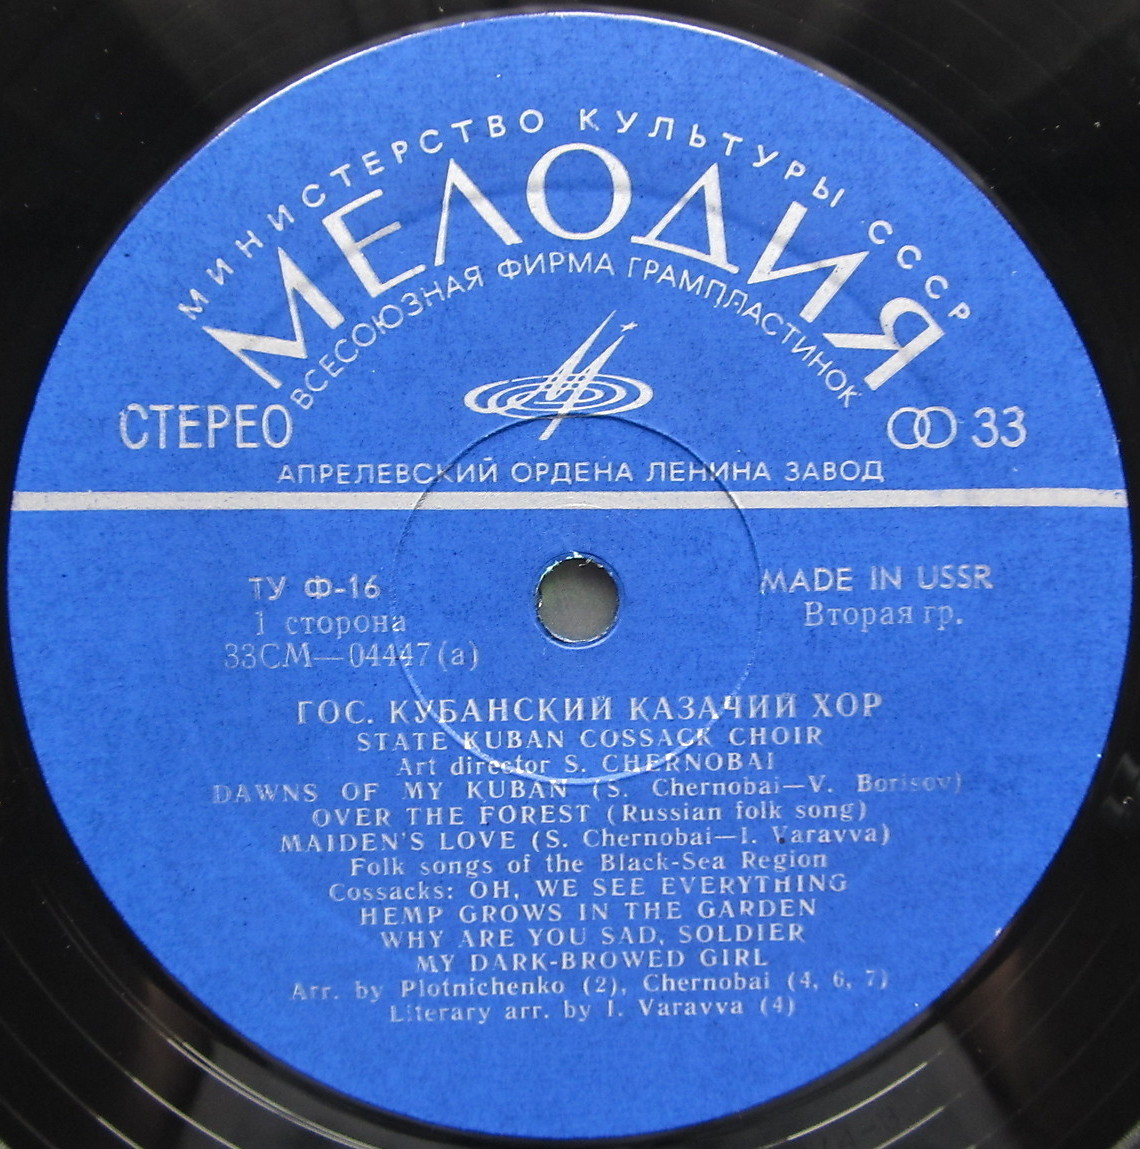 МИНИСТЕРСТВО КУЛЬТУРЫ СССР
МЕЛОДИЯ
ВСЕСОЮЗНАЯ ФИРМА ГРАМПЛАСТИНОК
СТЕРЕО
33
АПРЕЛЕВСКИЙ ОРДЕНА ЛЕНИНА ЗАВОД
ТУ Ф-16
1 сторона
33СМ—04447(а)
MADE IN USSR
Вторая гр.
ГОС. КУБАНСКИЙ КАЗАЧИЙ ХОР
STATE KUBAN COSSACK CHOIR
Art director S. CHERNOBAI
DAWNS OF MY KUBAN (S. Chernobai—V. Borisov)
OVER THE FOREST (Russian folk song)
MAIDEN'S LOVE (S. Chernobai—I. Varavva)
Folk songs of the Black-Sea Region
Cossacks: OH, WE SEE EVERYTHING
HEMP GROWS IN THE GARDEN
WHY ARE YOU SAD, SOLDIER
MY DARK-BROWED GIRL
Arr. by Plotnichenko (2), Chernobai (4, 6, 7)
Literary arr. by I. Varavva (4)